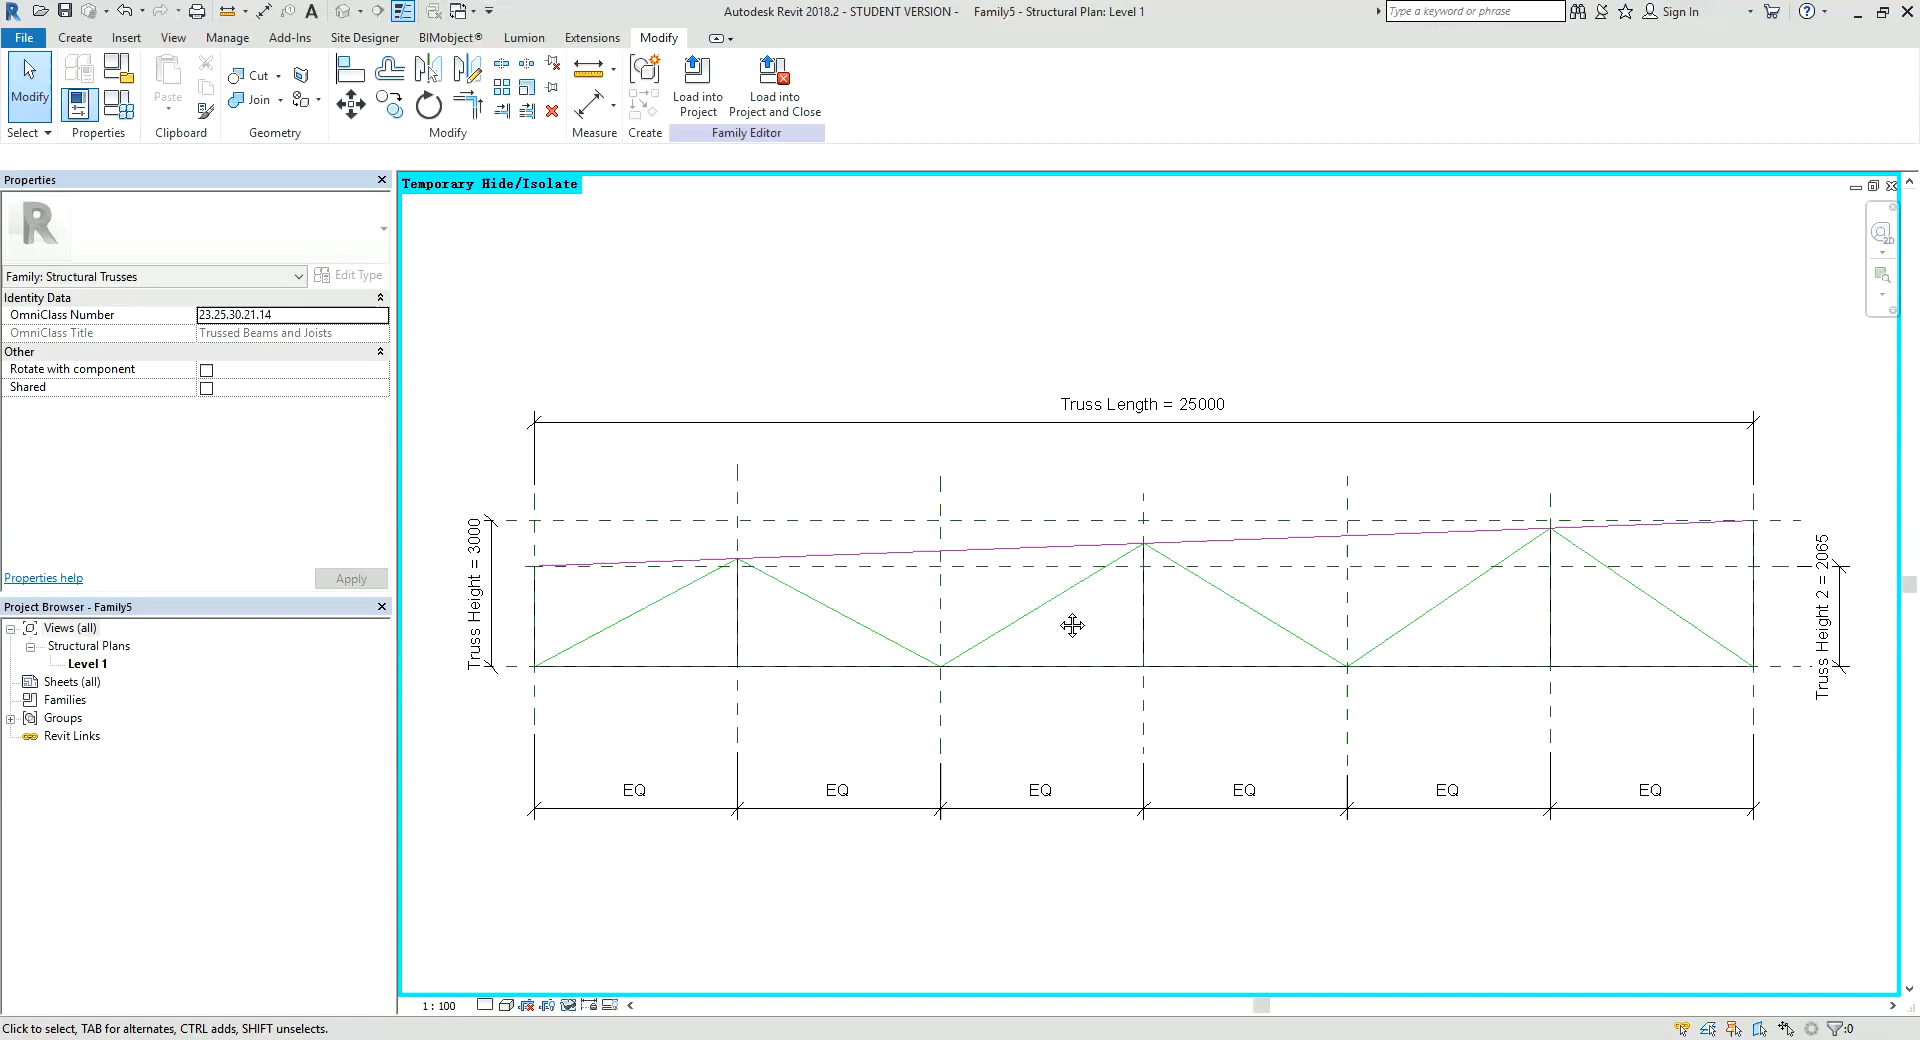 Autodesk Revit 2018.2 - STUDENT VERSION - Family5 - Structural Plan: Level 1
Type a keyword or phrase
Sign In
File Create Insert View Manage Add-Ins Site Designer BIMobject® Lumion Extensions Modify
Modify
Paste
Cut
Join
Load into Project
Load into Project and Close
Select Properties Clipboard Geometry Modify Measure Create Family Editor
Properties
Family: Structural Trusses
Edit Type
Identity Data
OmniClass Number 23.25.30.21.14
OmniClass Title Trussed Beams and Joists
Other
Rotate with component
Shared
Properties help
Apply
Project Browser - Family5
Views (all)
Structural Plans
Level 1
Sheets (all)
Families
Groups
Revit Links
Temporary Hide/Isolate
2D
Truss Length = 25000
Truss Height = 3000
Truss Height 2 = 2065
EQ EQ EQ EQ EQ EQ
1 : 100
Click to select, TAB for alternates, CTRL adds, SHIFT unselects.
:0